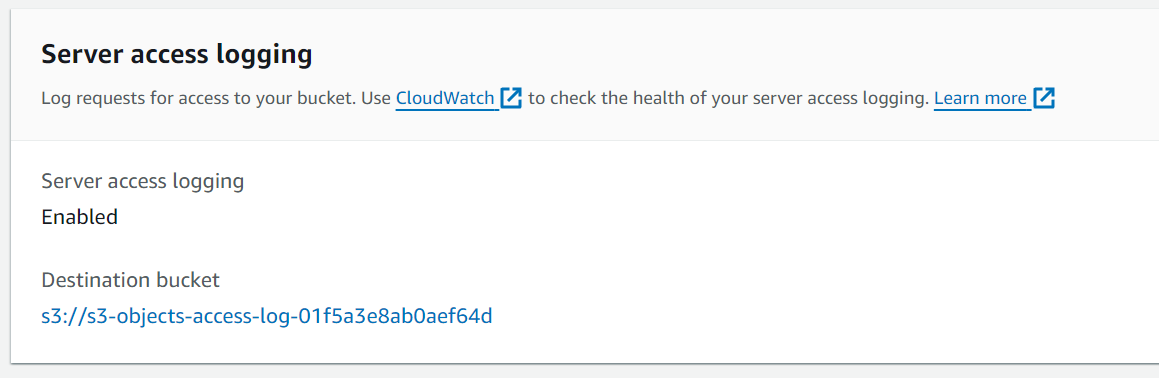 Server access logging
Log requests for access to your bucket. Use CloudWatch to check the health of your server access logging. Learn more
Server access logging
Enabled
Destination bucket
s3://s3-objects-access-log-01f5a3e8ab0aef64d